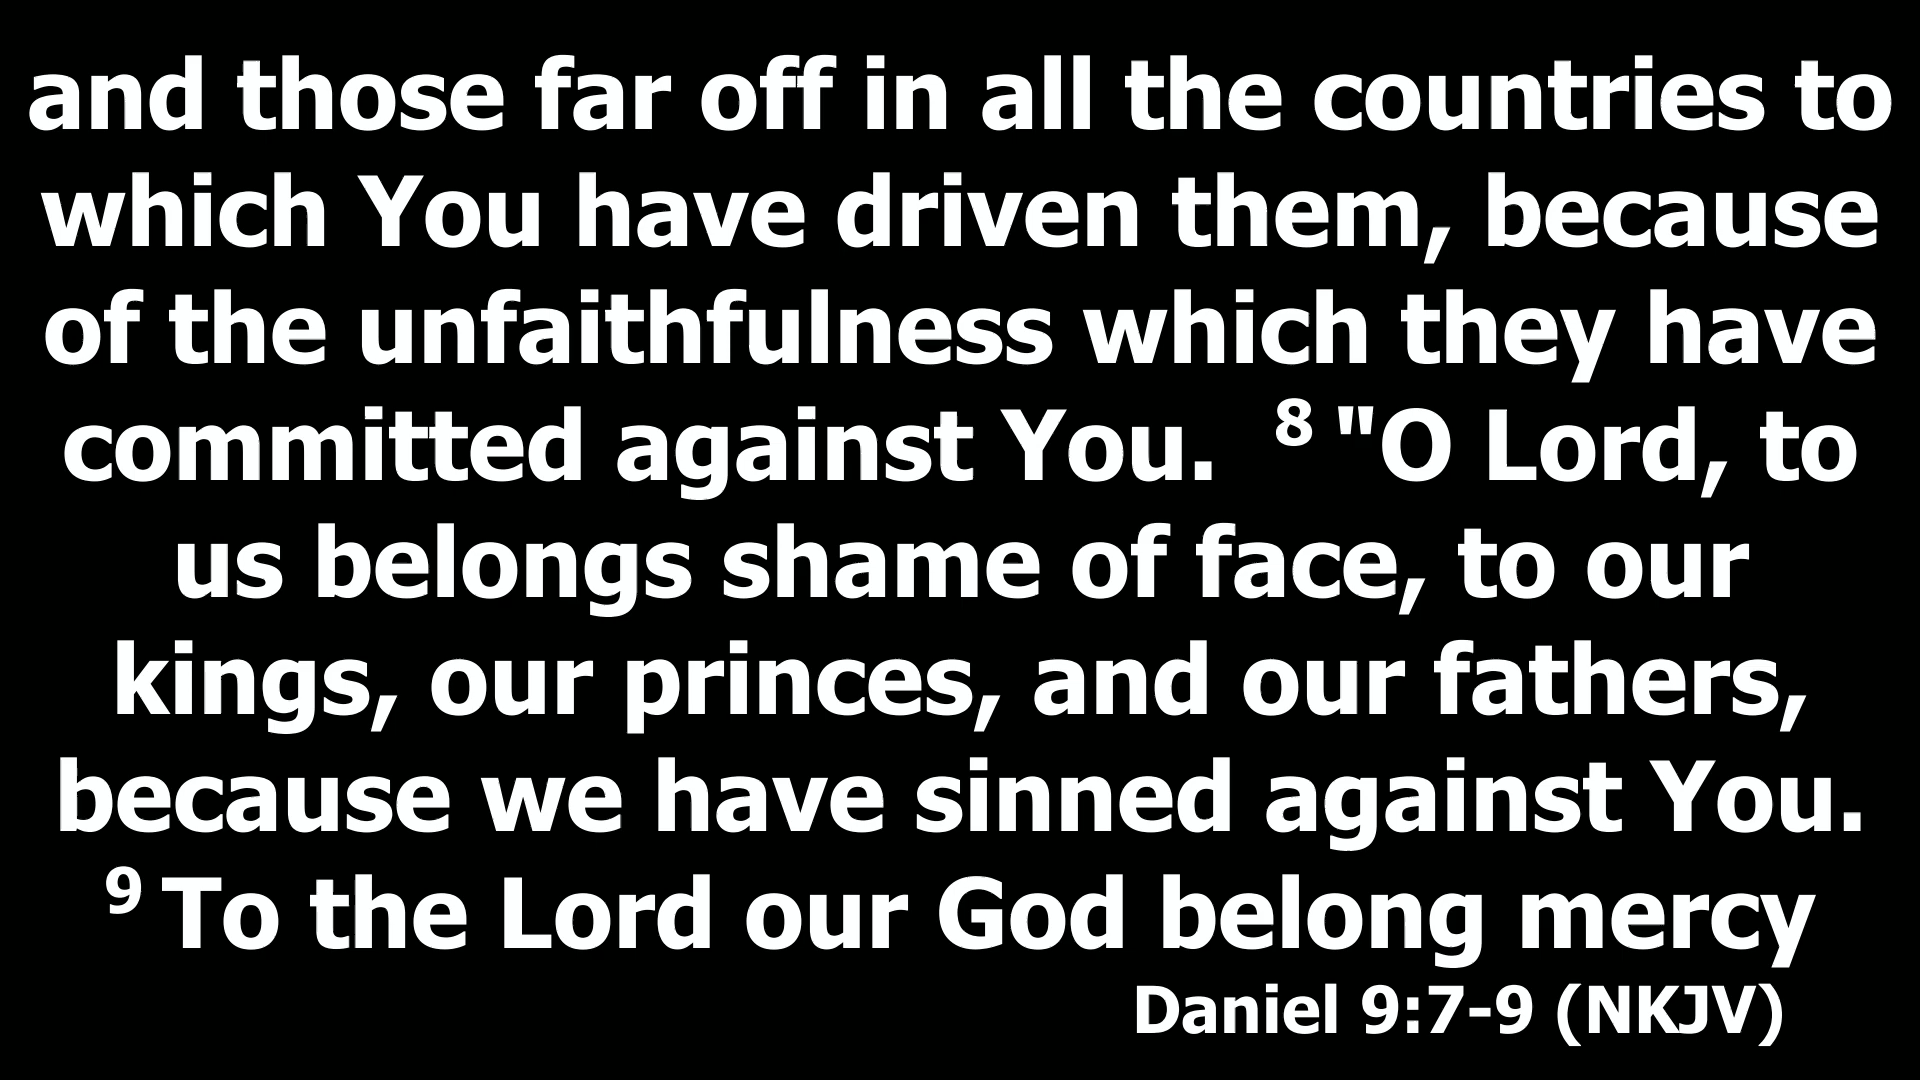 and those far off in all the countries to
which You have driven them, because
of the unfaithfulness which they have
committed against You.  8 "O Lord, to
us belongs shame of face, to our
kings, our princes, and our fathers,
because we have sinned against You.
9 To the Lord our God belong mercy
Daniel 9:7-9 (NKJV)